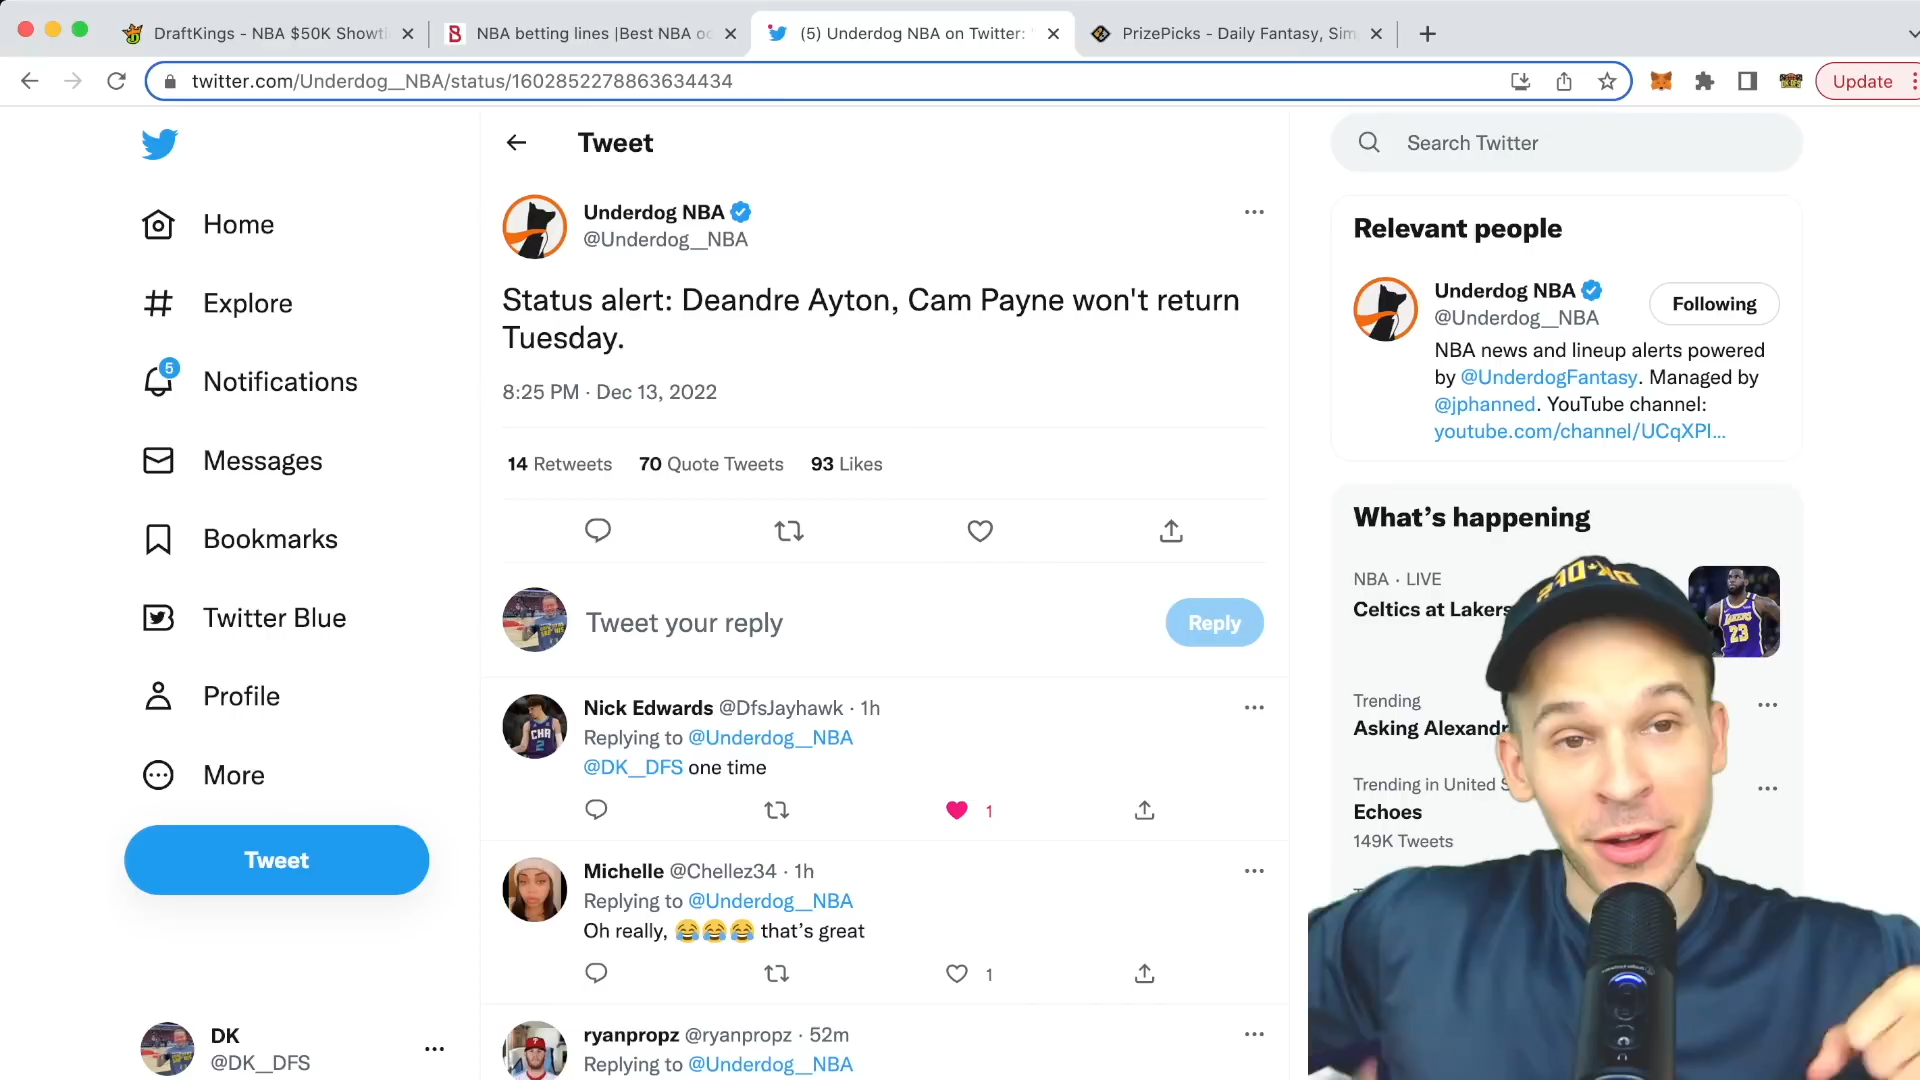 DraftKings - NBA $50K Showt
NBA betting lines |Best NBA o
(5) Underdog NBA on Twitter: "
PrizePicks - Daily Fantasy, Sim
twitter.com/Underdog__NBA/status/1602852278863634434
Update
Home
Explore
5
Notifications
Messages
Bookmarks
Twitter Blue
Profile
More
Tweet
DK
@DK__DFS
Tweet
Underdog NBA
@Underdog__NBA
Status alert: Deandre Ayton, Cam Payne won't return
Tuesday.
8:25 PM · Dec 13, 2022
14 Retweets 70 Quote Tweets 93 Likes
Tweet your reply
Reply
Nick Edwards @DfsJayhawk · 1h
Replying to @Underdog__NBA
@DK__DFS one time
1
Michelle @Chellez34 · 1h
Replying to @Underdog__NBA
Oh really, 😂😂😂 that's great
1
ryanpropz @ryanpropz · 52m
Replying to @Underdog__NBA
Search Twitter
Relevant people
Underdog NBA
@Underdog__NBA
Following
NBA news and lineup alerts powered
by @UnderdogFantasy. Managed by
@jphanned. YouTube channel:
youtube.com/channel/UCqXPI...
What's happening
NBA · LIVE
Celtics at Lakers
LAKERS
23
Trending
Asking Alexandr
Trending in United S
Echoes
149K Tweets
CHA
2